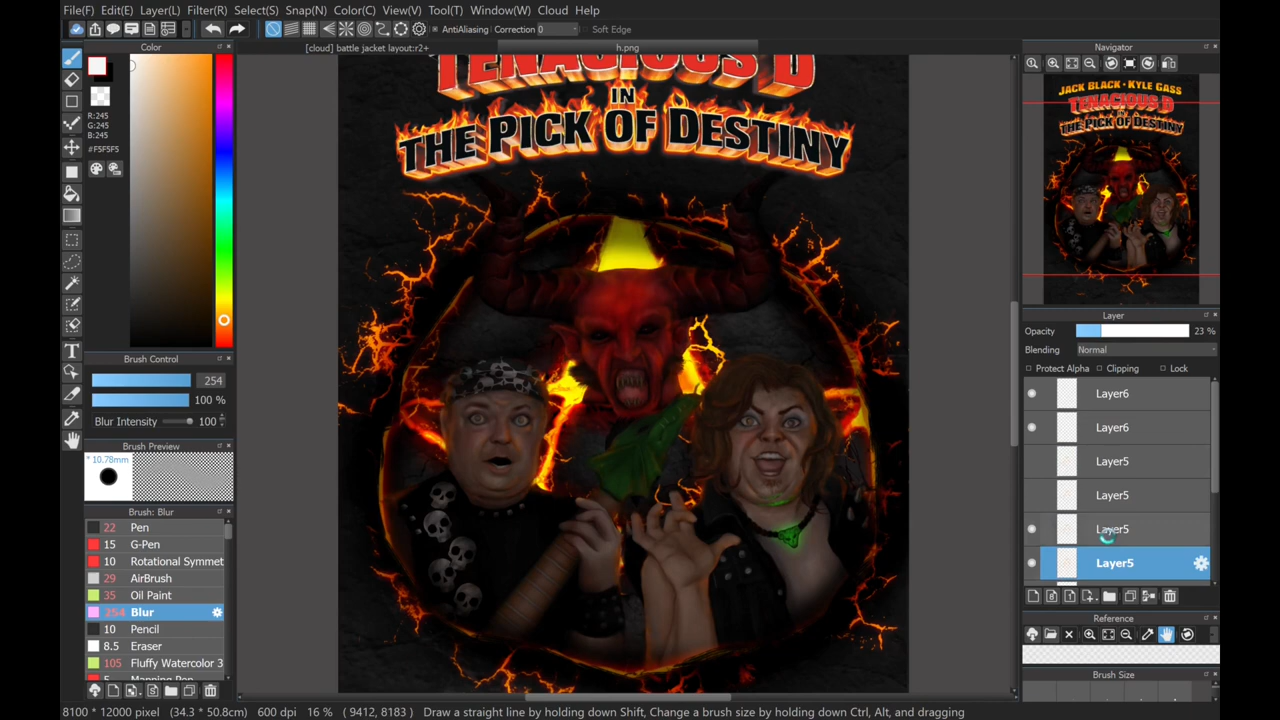 File(F) Edit(E) Layer(L) Filter(R) Select(S) Snap(N) Color(C) View(V) Tool(T) Window(W) Cloud Help
AntiAliasing Correction 0 Soft Edge
Color
[cloud] battle jacket layout:r2+
h.png
Navigator
R:245
G:245
B:245
#F5F5F5
Brush Control
254
100 %
Blur Intensity 100
Brush Preview
* 10.78mm
Brush: Blur
22 Pen
15 G-Pen
10 Rotational Symmet
29 AirBrush
35 Oil Paint
254 Blur
10 Pencil
8.5 Eraser
105 Fluffy Watercolor 3
TENACIOUS D
IN
THE PICK OF DESTINY
JACK BLACK · KYLE GASS
TENACIOUS D
THE PICK OF DESTINY
Layer
Opacity 23 %
Blending Normal
Protect Alpha Clipping Lock
Layer6
Layer6
Layer5
Layer5
Layer5
Layer5
Reference
Brush Size
8100 * 12000 pixel (34.3 * 50.8cm) 600 dpi 16 % ( 9412, 8183 ) Draw a straight line by holding down Shift, Change a brush size by holding down Ctrl, Alt, and dragging